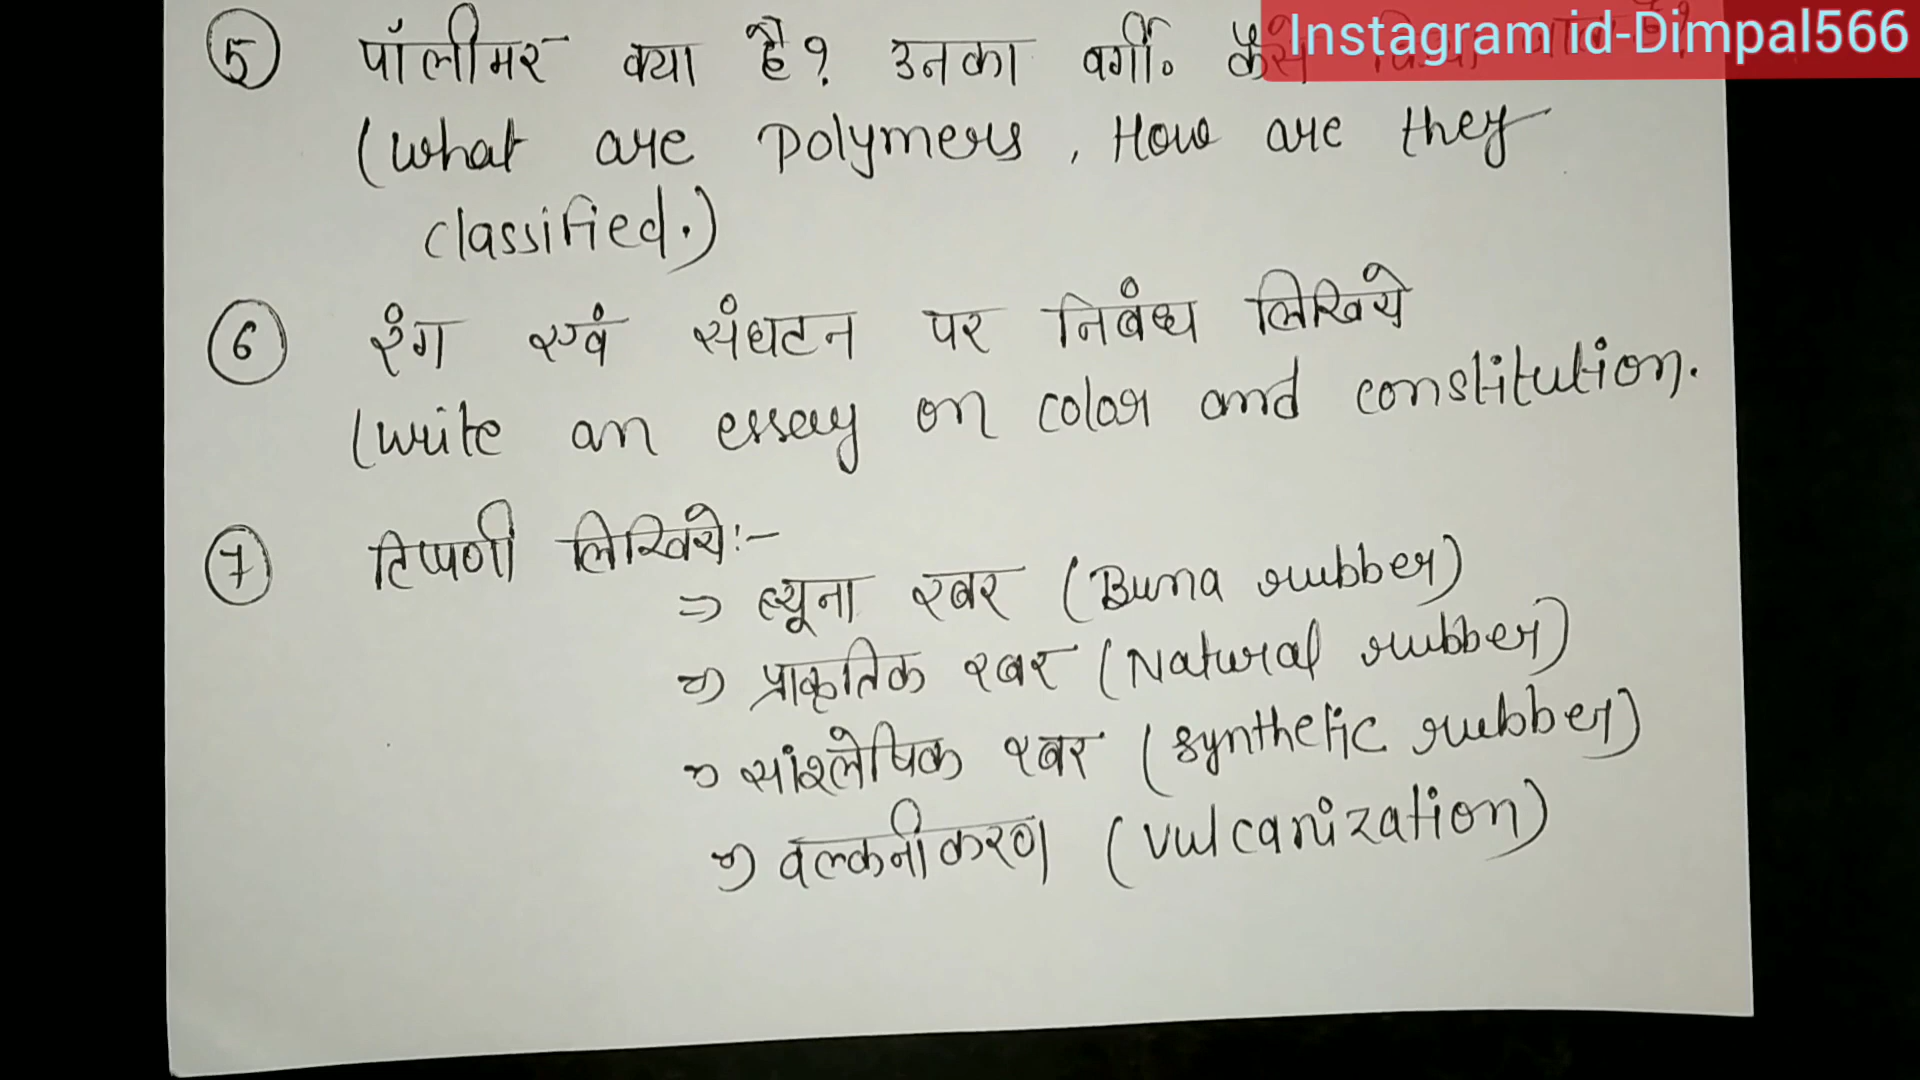 Instagram id-Dimpal566
⑤ पॉलीमर क्या है? उनका वर्गी० कैसे
(what are polymers, How are they
classified.)
⑥ रंग एवं संघटन पर निबंध लिखिये
(write an essay on color and constitution.
⑦ टिप्पणी लिखिये:-
⇒ ब्यूना रबर (Buna rubber)
⇒ प्राकृतिक रबर (Natural rubber)
⇒ सांश्लेषिक रबर (synthetic rubber)
⇒ वल्कनीकरण (vulcanization)